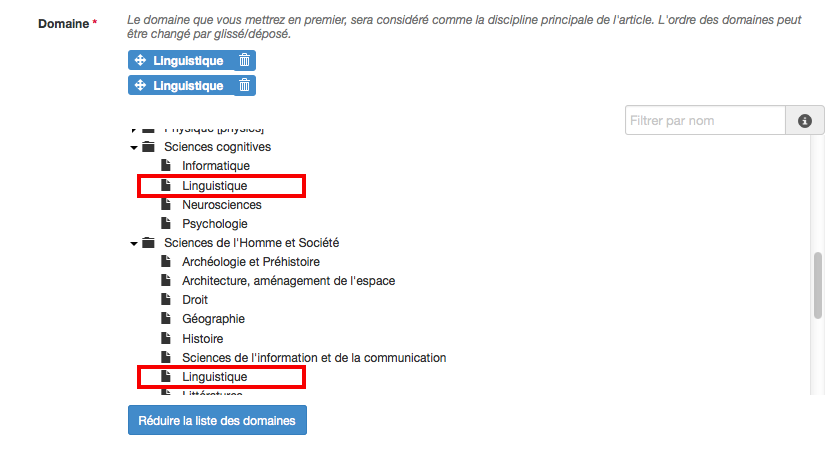 Domaine * Le domaine que vous mettrez en premier, sera considéré comme la discipline principale de l'article. L'ordre des domaines peut
être changé par glissé/déposé.
Linguistique
Linguistique
Filtrer par nom
Physique [physics]
Sciences cognitives
Informatique
Linguistique
Neurosciences
Psychologie
Sciences de l'Homme et Société
Archéologie et Préhistoire
Architecture, aménagement de l'espace
Droit
Géographie
Histoire
Sciences de l'information et de la communication
Linguistique
Littératures
Réduire la liste des domaines